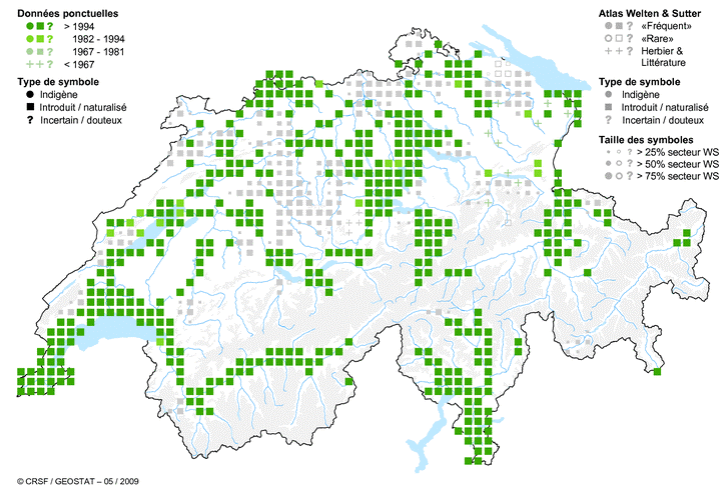 Données ponctuelles
? > 1994
? 1982 - 1994
? 1967 - 1981
++? < 1967
Type de symbole
Indigène
Introduit / naturalisé
? Incertain / douteux
Atlas Welten & Sutter
? «Fréquent»
? «Rare»
++? Herbier &
Littérature
Type de symbole
Indigène
Introduit / naturalisé
? Incertain / douteux
Taille des symboles
? > 25% secteur WS
? > 50% secteur WS
? > 75% secteur WS
© CRSF / GEOSTAT – 05 / 2009